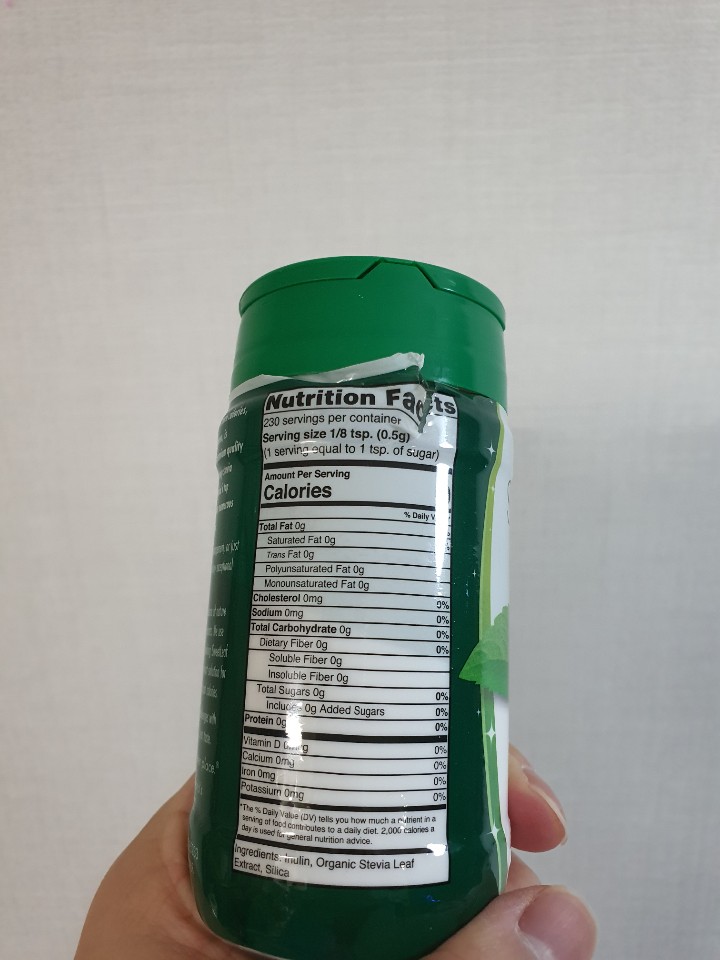 Nutrition Facts
230 servings per container
Serving size 1/8 tsp. (0.5g)
(1 serving equal to 1 tsp. of sugar)
Amount Per Serving
Calories
% Daily V
Total Fat 0g
Saturated Fat 0g
Trans Fat 0g
Polyunsaturated Fat 0g
Monounsaturated Fat 0g
Cholesterol 0mg 0%
Sodium 0mg 0%
Total Carbohydrate 0g 0%
Dietary Fiber 0g 0%
Soluble Fiber 0g
Insoluble Fiber 0g
Total Sugars 0g 0%
Includes 0g Added Sugars 0%
Protein 0g 0%
Vitamin D 0%
Calcium 0mg 0%
Iron 0mg 0%
Potassium 0mg 0%
*The % Daily Value (DV) tells you how much a nutrient in a
serving of food contributes to a daily diet. 2,000 calories a
day is used for general nutrition advice.
Ingredients: Inulin, Organic Stevia Leaf
Extract, Silica
calories,
quality
place."